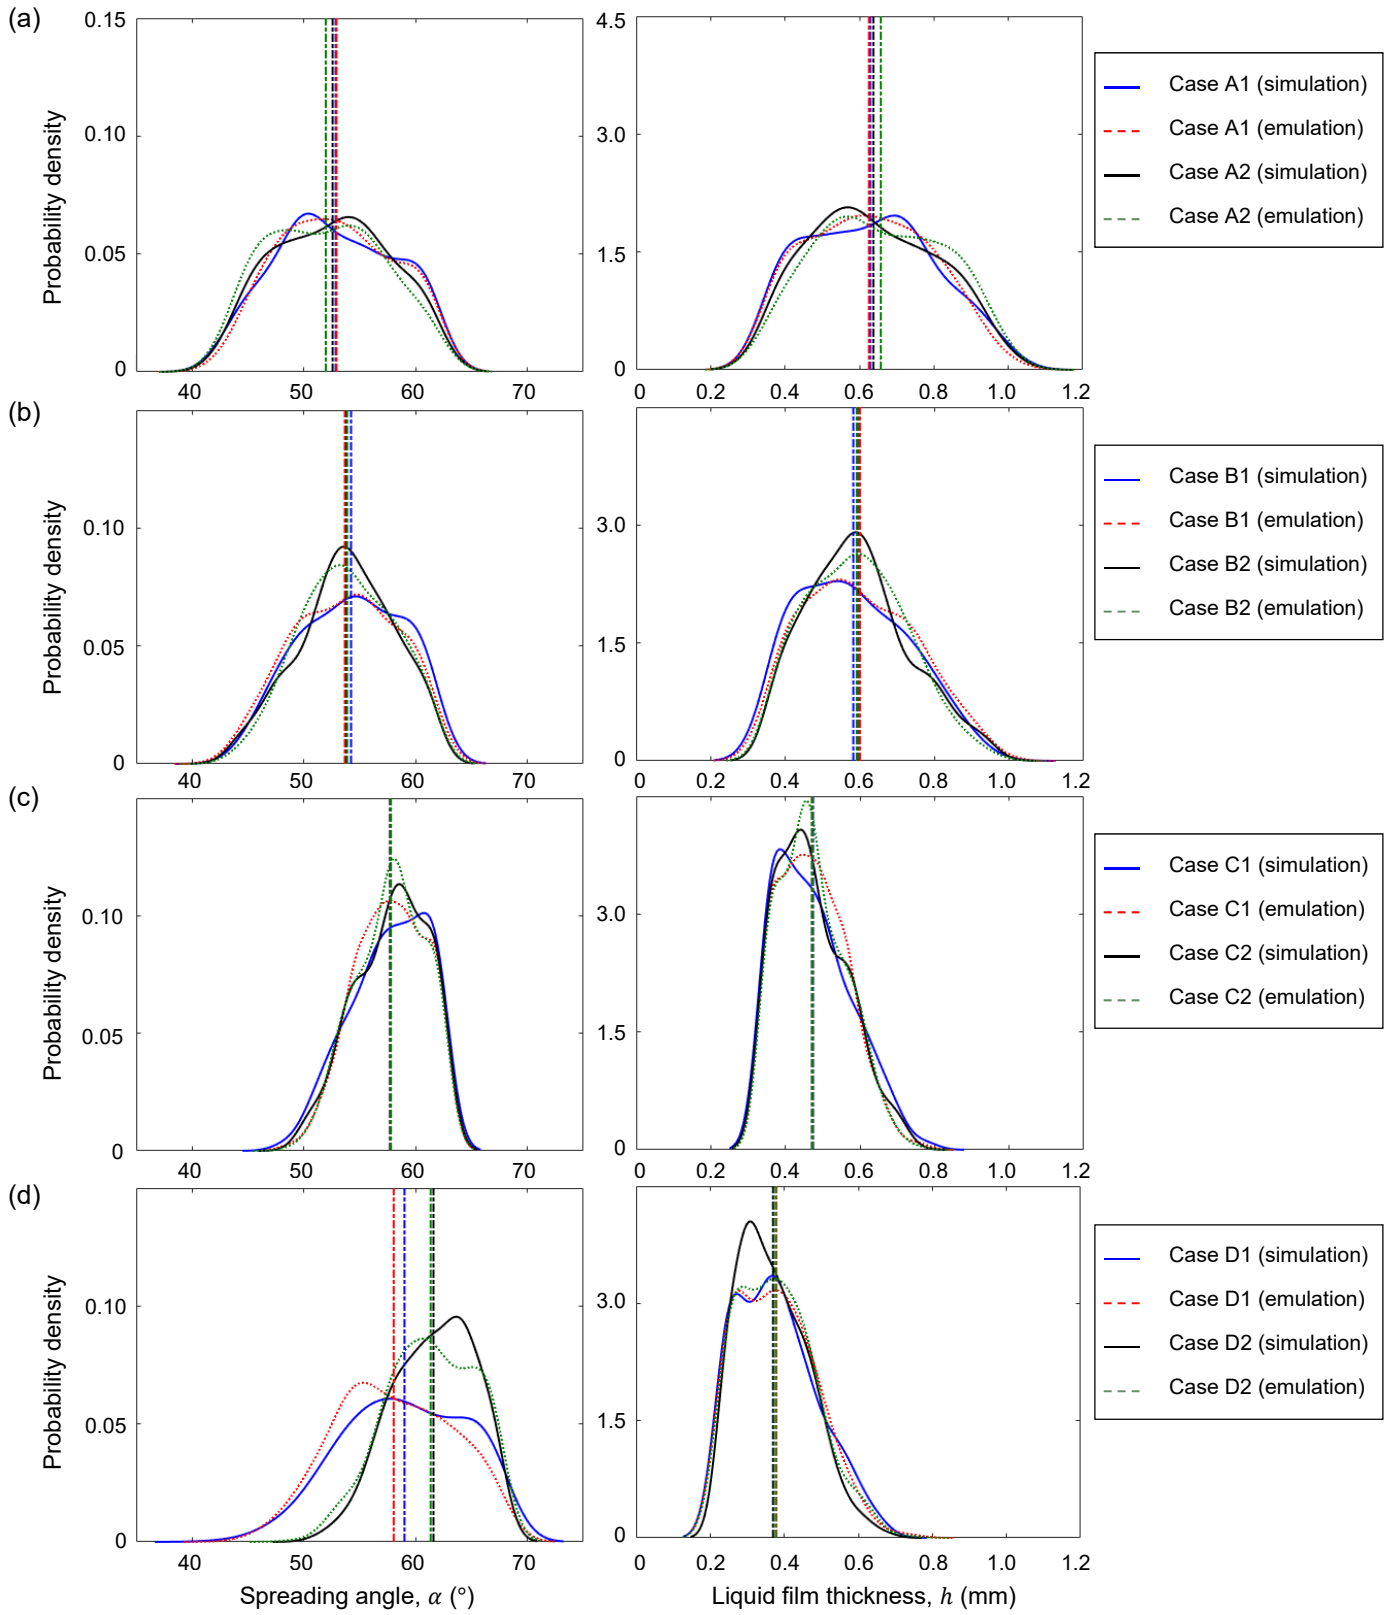 (a)
Probability density
0.15
0.10
0.05
0
40 50 60 70
4.5
3.0
1.5
0
0 0.2 0.4 0.6 0.8 1.0 1.2
Case A1 (simulation)
Case A1 (emulation)
Case A2 (simulation)
Case A2 (emulation)
(b)
Probability density
0.10
0.05
0
40 50 60 70
3.0
1.5
0
0 0.2 0.4 0.6 0.8 1.0 1.2
Case B1 (simulation)
Case B1 (emulation)
Case B2 (simulation)
Case B2 (emulation)
(c)
Probability density
0.10
0.05
0
40 50 60 70
3.0
1.5
0
0 0.2 0.4 0.6 0.8 1.0 1.2
Case C1 (simulation)
Case C1 (emulation)
Case C2 (simulation)
Case C2 (emulation)
(d)
Probability density
0.10
0.05
0
40 50 60 70
Spreading angle, α (°)
3.0
1.5
0
0 0.2 0.4 0.6 0.8 1.0 1.2
Liquid film thickness, h (mm)
Case D1 (simulation)
Case D1 (emulation)
Case D2 (simulation)
Case D2 (emulation)